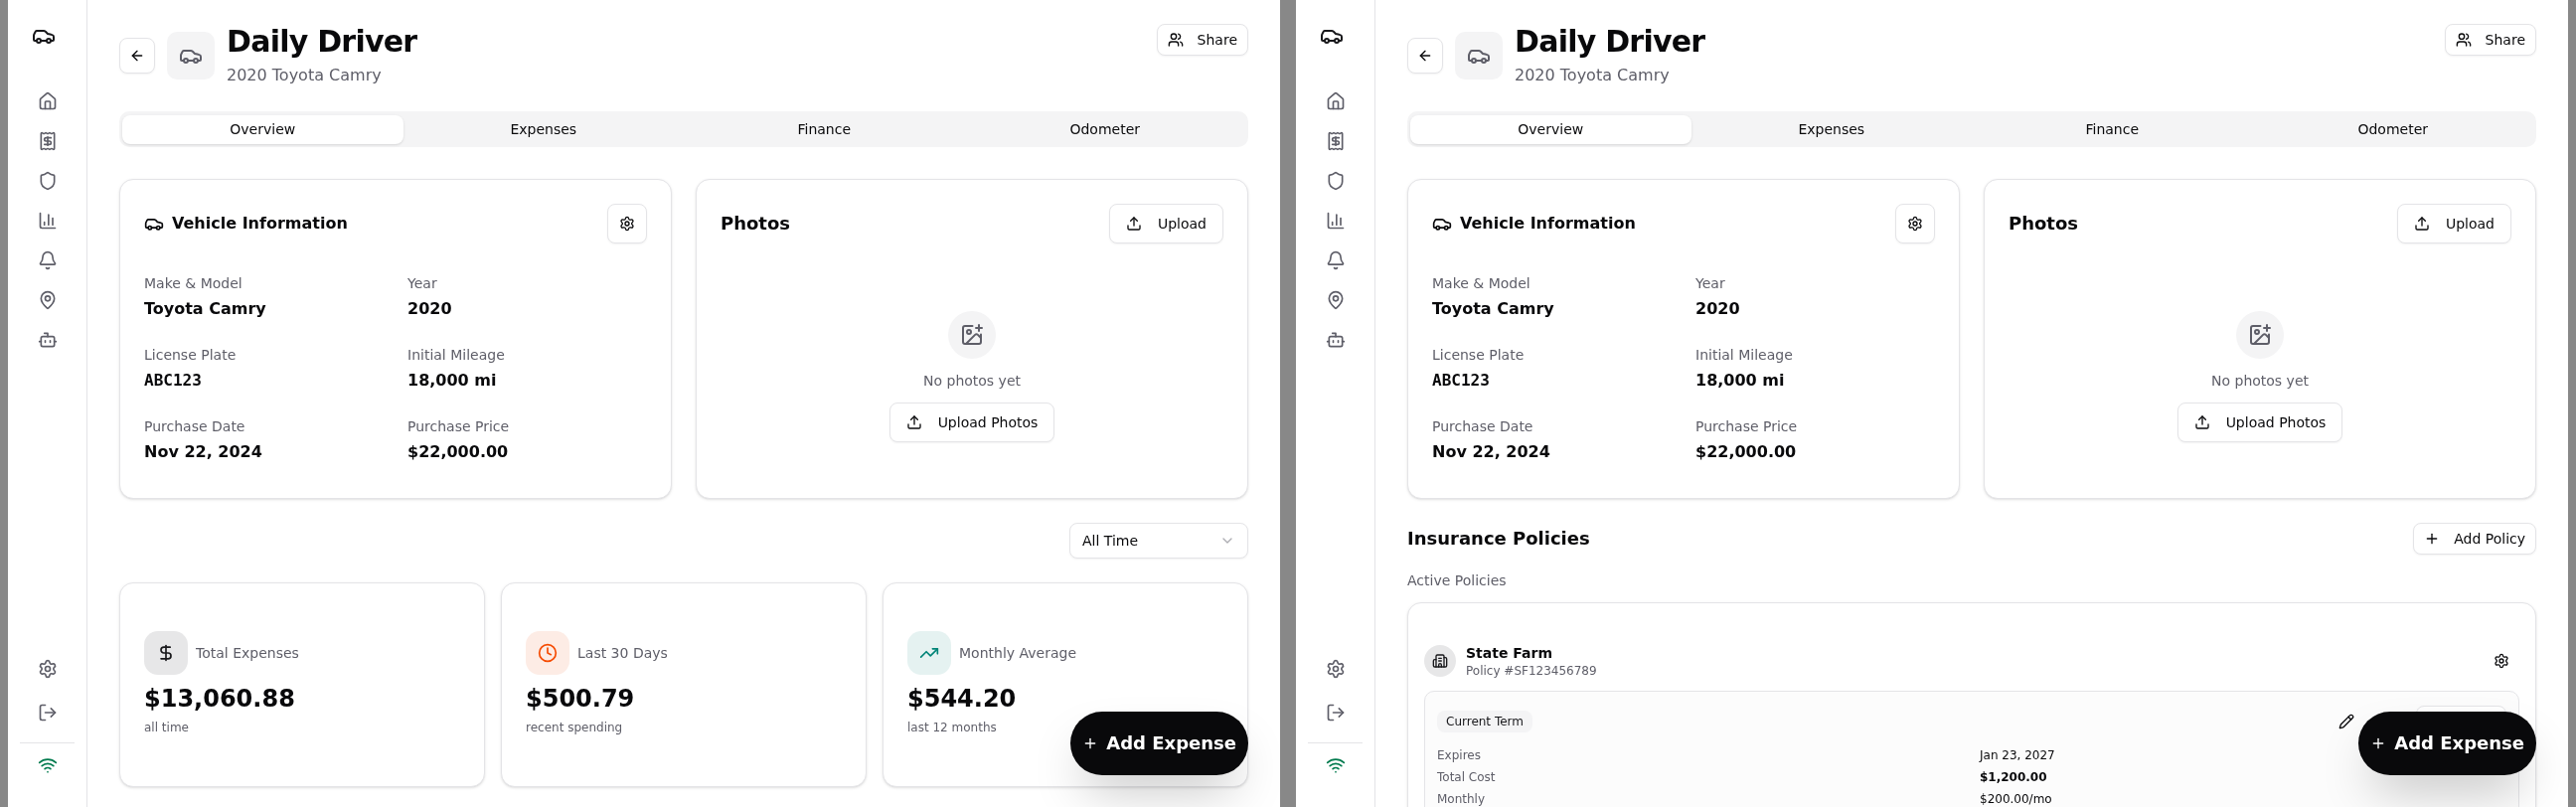 Daily Driver
2020 Toyota Camry
Share
Overview
Expenses
Finance
Odometer
Vehicle Information
Make & Model
Toyota Camry
Year
2020
License Plate
ABC123
Initial Mileage
18,000 mi
Purchase Date
Nov 22, 2024
Purchase Price
$22,000.00
Photos
Upload
No photos yet
Upload Photos
All Time
Total Expenses
$13,060.88
all time
Last 30 Days
$500.79
recent spending
Monthly Average
$544.20
last 12 months
+ Add Expense
Daily Driver
2020 Toyota Camry
Share
Overview
Expenses
Finance
Odometer
Vehicle Information
Make & Model
Toyota Camry
Year
2020
License Plate
ABC123
Initial Mileage
18,000 mi
Purchase Date
Nov 22, 2024
Purchase Price
$22,000.00
Photos
Upload
No photos yet
Upload Photos
Insurance Policies
+ Add Policy
Active Policies
State Farm
Policy #SF123456789
Current Term
Expires
Jan 23, 2027
Total Cost
$1,200.00
Monthly
$200.00/mo
+ Add Expense